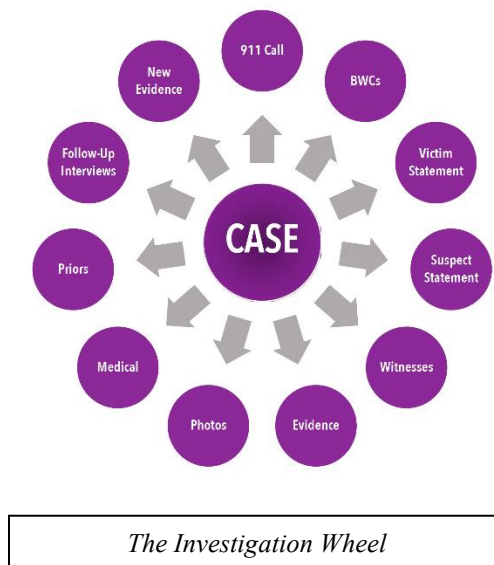 911 Call
BWCs
Victim
Statement
Suspect
Statement
Witnesses
Evidence
Photos
Medical
Priors
Follow-Up
Interviews
New
Evidence
CASE
The Investigation Wheel